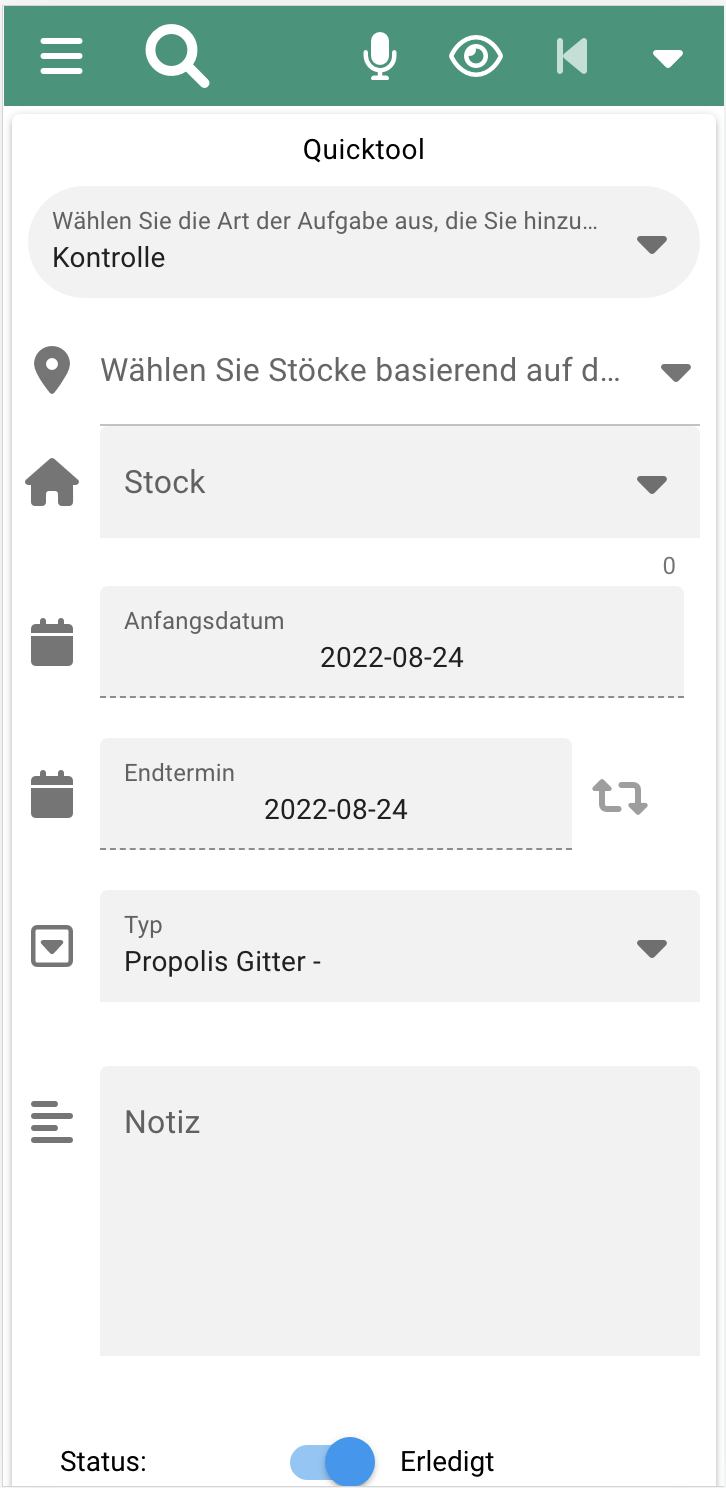 Quicktool
Wählen Sie die Art der Aufgabe aus, die Sie hinzu...
Kontrolle
Wählen Sie Stöcke basierend auf d...
Stock
0
Anfangsdatum
2022-08-24
Endtermin
2022-08-24
Typ
Propolis Gitter -
Notiz
Status: Erledigt